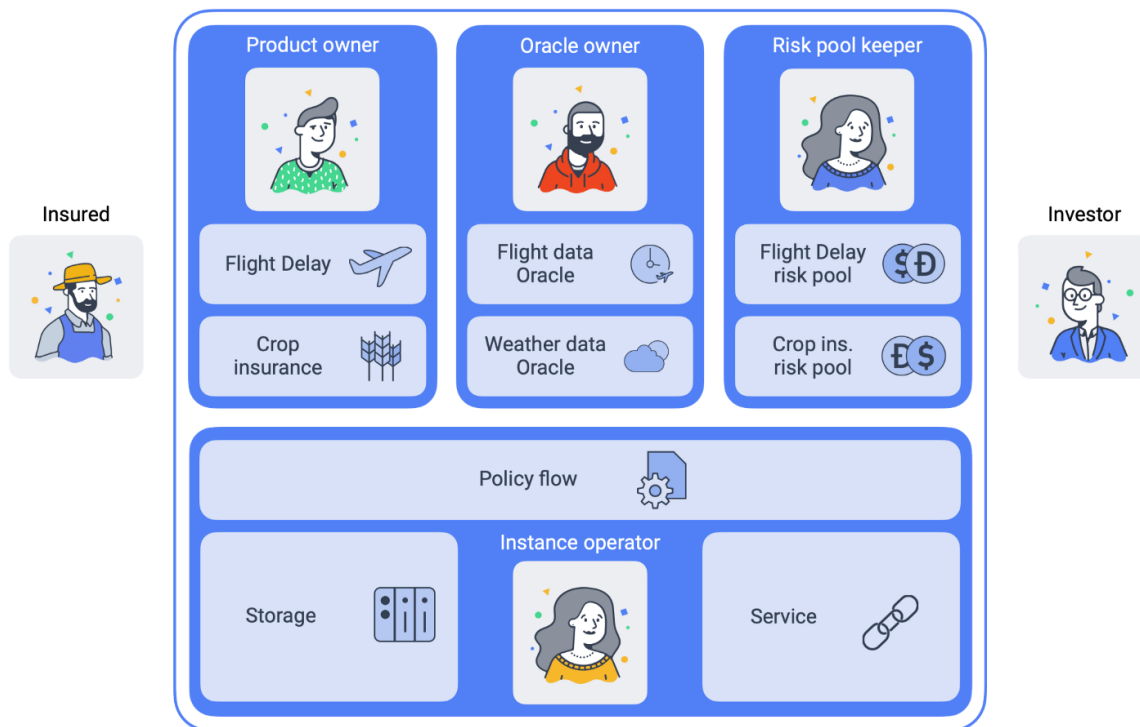 Product owner
Oracle owner
Risk pool keeper
Insured
Investor
Flight Delay
Flight data
Oracle
Flight Delay
risk pool
$
Đ
Crop
insurance
Weather data
Oracle
Crop ins.
risk pool
Đ
$
Policy flow
Instance operator
Storage
Service